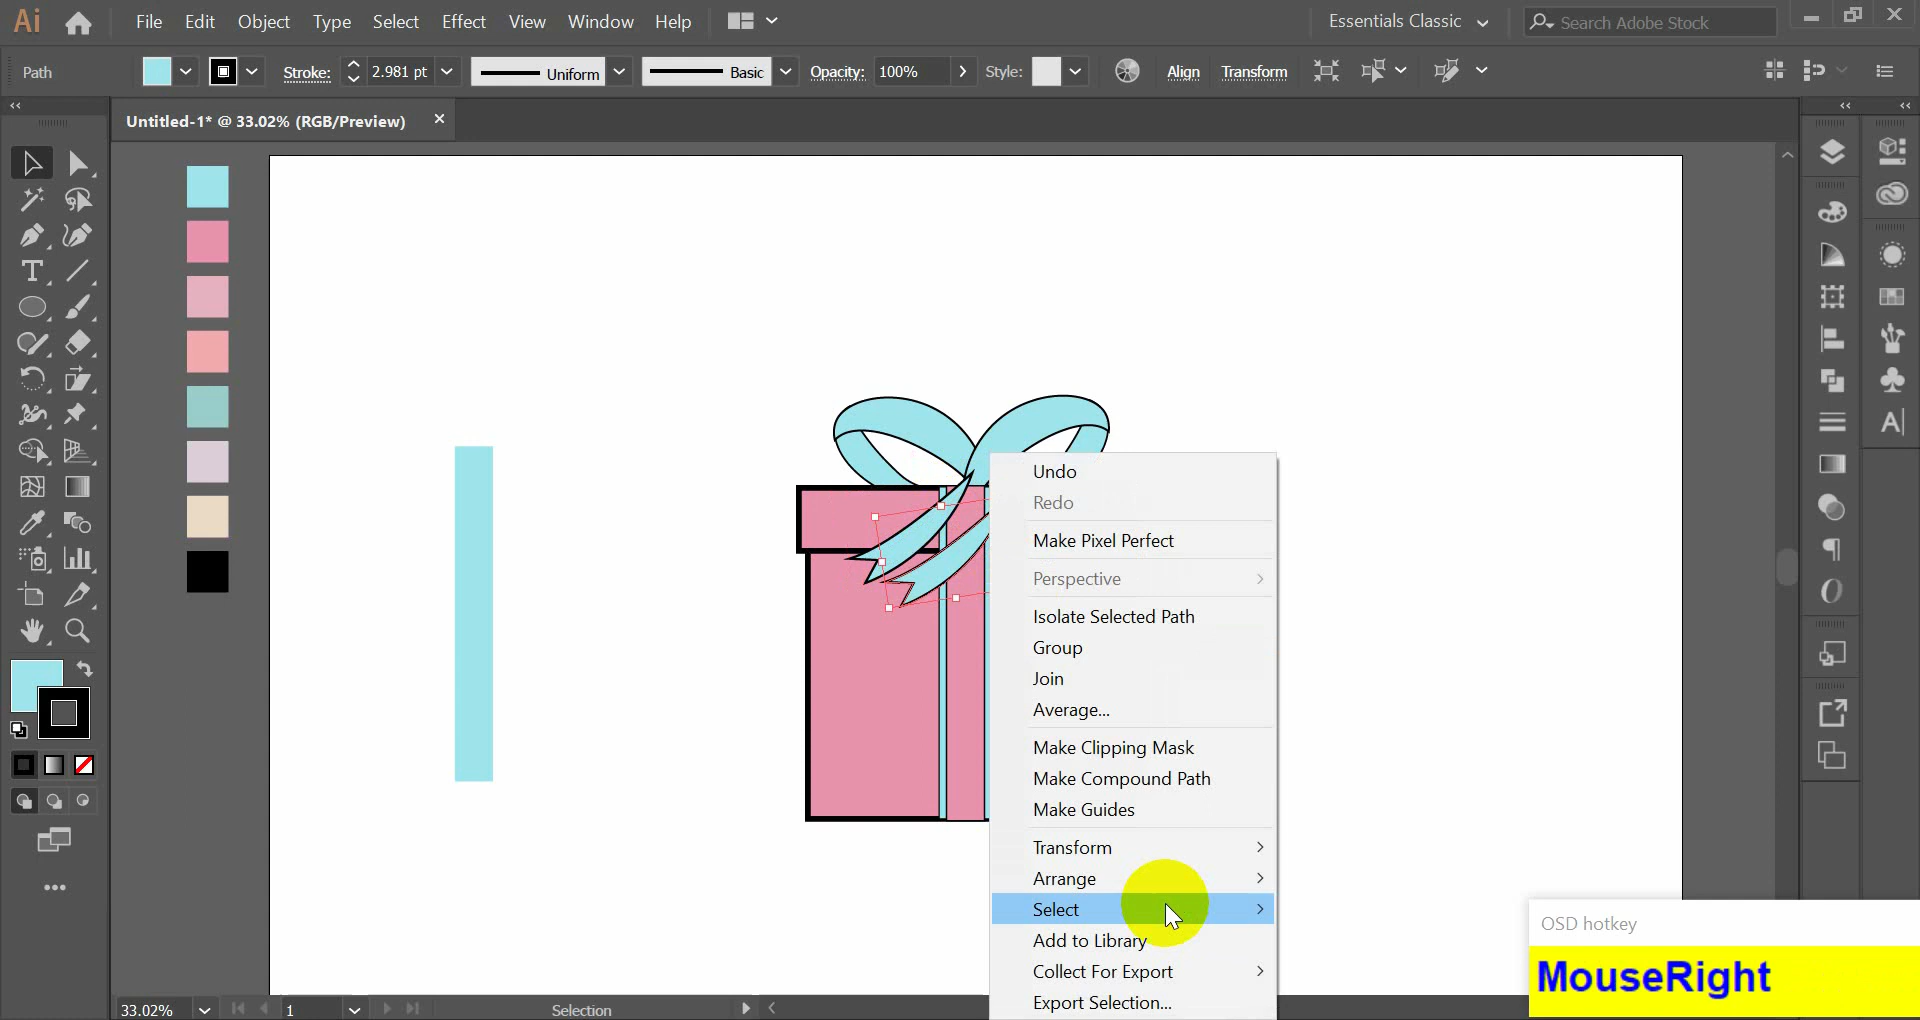 Ai
File Edit Object Type Select Effect View Window Help
Essentials Classic
Search Adobe Stock
Path
Stroke: 2.981 pt Uniform Basic Opacity: 100% Style: Align Transform
Untitled-1* @ 33.02% (RGB/Preview)
Undo
Redo
Make Pixel Perfect
Perspective
Isolate Selected Path
Group
Join
Average...
Make Clipping Mask
Make Compound Path
Make Guides
Transform
Arrange
Select
Add to Library
Collect For Export
Export Selection...
OSD hotkey
MouseRight
33.02% 1 Selection